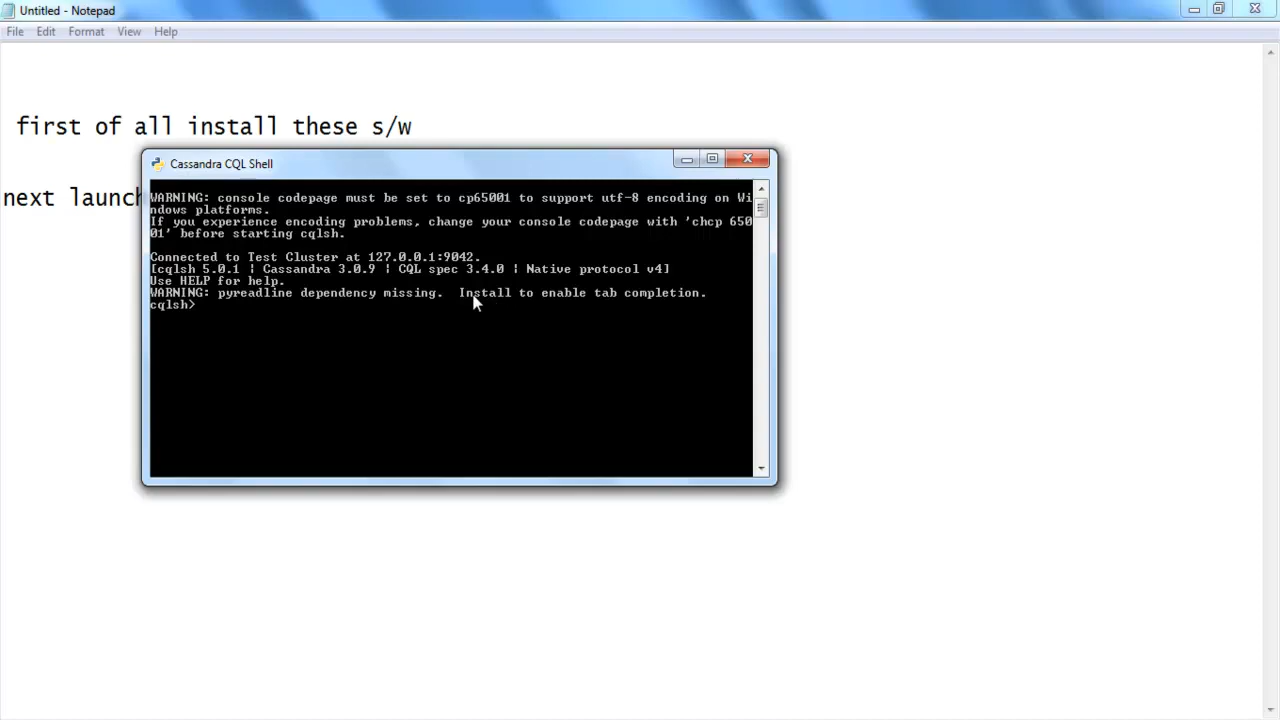 Untitled - Notepad
File Edit Format View Help
first of all install these s/w
next launch
Cassandra CQL Shell
WARNING: console codepage must be set to cp65001 to support utf-8 encoding on Wi
ndows platforms.
If you experience encoding problems, change your console codepage with 'chcp 650
01' before starting cqlsh.
Connected to Test Cluster at 127.0.0.1:9042.
[cqlsh 5.0.1 | Cassandra 3.0.9 | CQL spec 3.4.0 | Native protocol v4]
Use HELP for help.
WARNING: pyreadline dependency missing.  Install to enable tab completion.
cqlsh>